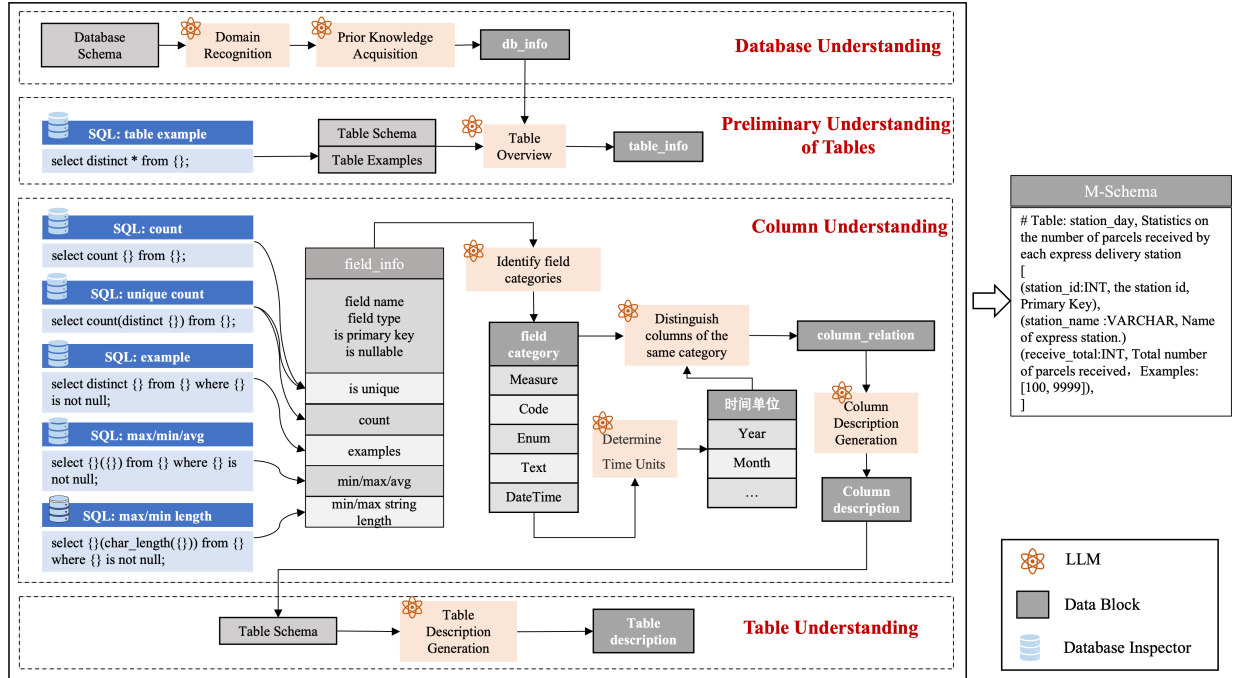 Database
Schema
Domain
Recognition
Prior Knowledge
Acquisition
db_info
Database Understanding
SQL: table example
select distinct * from {};
Table Schema
Table Examples
Table
Overview
table_info
Preliminary Understanding
of Tables
Column Understanding
SQL: count
select count {} from {};
SQL: unique count
select count(distinct {}) from {};
SQL: example
select distinct {} from {} where {}
is not null;
SQL: max/min/avg
select {}({}) from {} where {} is
not null;
SQL: max/min length
select {}(char_length({})) from {}
where {} is not null;
field_info
field name
field type
is primary key
is nullable
is unique
count
examples
min/max/avg
min/max string
length
Identify field
categories
field
category
Measure
Code
Enum
Text
DateTime
Distinguish
columns of the
same category
Determine
Time Units
时间单位
Year
Month
…
column_relation
Column
Description
Generation
Column
description
Table Schema
Table
Description
Generation
Table
description
Table Understanding
M-Schema
# Table: station_day, Statistics on
the number of parcels received by
each express delivery station
[
(station_id:INT, the station id,
Primary Key),
(station_name :VARCHAR, Name
of express station.)
(receive_total:INT, Total number
of parcels received，Examples:
[100, 9999]),
]
LLM
Data Block
Database Inspector